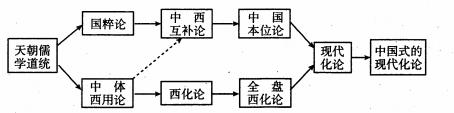 天朝儒
学道统
国粹论
中西
互补论
中国
本位论
中体
西用论
西化论
全盘
西化论
现代
化论
中国式的
现代化论